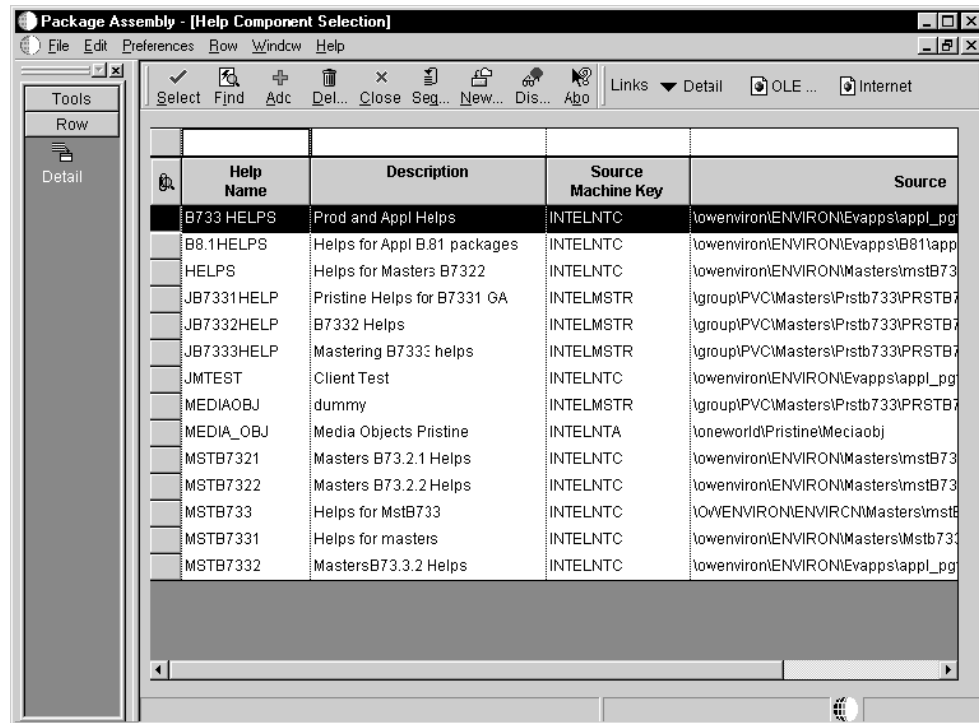 Package Assembly - [Help Component Selection]
File Edit Preferences Row Window Help
Select Find Adc Del... Close Seq... New... Dis... Abo Links Detail OLE ... Internet
Tools
Row
Detail
Help Name Description Source Machine Key Source
B733 HELPS Prod and Appl Helps INTELNTC \owenviron\ENVIRON\Evapps\appl_pgf
B8.1HELPS Helps for Appl B.81 packages INTELNTC \owenviron\ENVIRON\Evapps\B81\app
HELPS Helps for Masters B7322 INTELNTC \owenviron\ENVIRON\Masters\mstB73
JB7331HELP Pristine Helps for B7331 GA INTELMSTR \group\PVC\Masters\Prstb733\PRSTB7
JB7332HELP B7332 Helps INTELMSTR \group\PVC\Masters\Prstb733\PRSTB7
JB7333HELP Mastering B7333 helps INTELMSTR \group\PVC\Masters\Prstb733\PRSTB7
JMTEST Client Test INTELNTC \owenviron\ENVIRON\Evapps\appl_pgf
MEDIAOBJ dummy INTELMSTR \group\PVC\Masters\Prstb733\PRSTB7
MEDIA_OBJ Media Objects Pristine INTELNTA \oneworld\Pristine\Meciaobj
MSTB7321 Masters B73.2.1 Helps INTELNTC \owenviron\ENVIRON\Masters\mstB73
MSTB7322 Masters B73.2.2 Helps INTELNTC \owenviron\ENVIRON\Masters\mstB73
MSTB733 Helps for MstB733 INTELNTC \OWENVIRON\ENVIRCN\Masters\mstB
MSTB7331 Helps for masters INTELNTC \owenviron\ENVIRON\Masters\Mstb733
MSTB7332 MastersB73.3.2 Helps INTELNTC \owenviron\ENVIRON\Evapps\appl_pgf